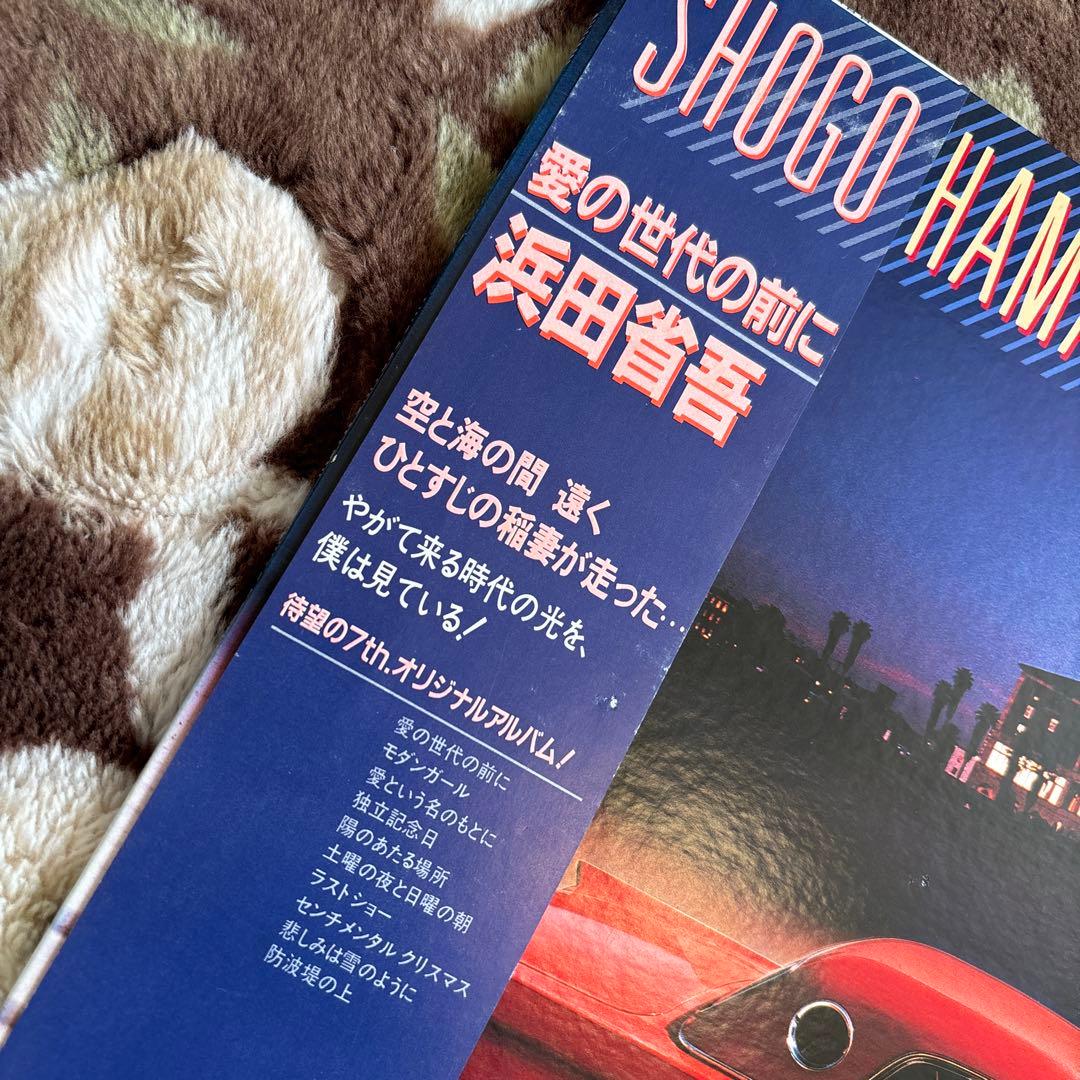 SHOGO HAM
愛の世代の前に
浜田省吾
空と海の間 遠く
ひとすじの稲妻が走った…
やがて来る時代の光を、
僕は見ている!
待望の7th.オリジナルアルバム!
愛の世代の前に
モダンガール
愛という名のもとに
独立記念日
陽のあたる場所
土曜の夜と日曜の朝
ラストショー
センチメンタル クリスマス
悲しみは雪のように
防波堤の上